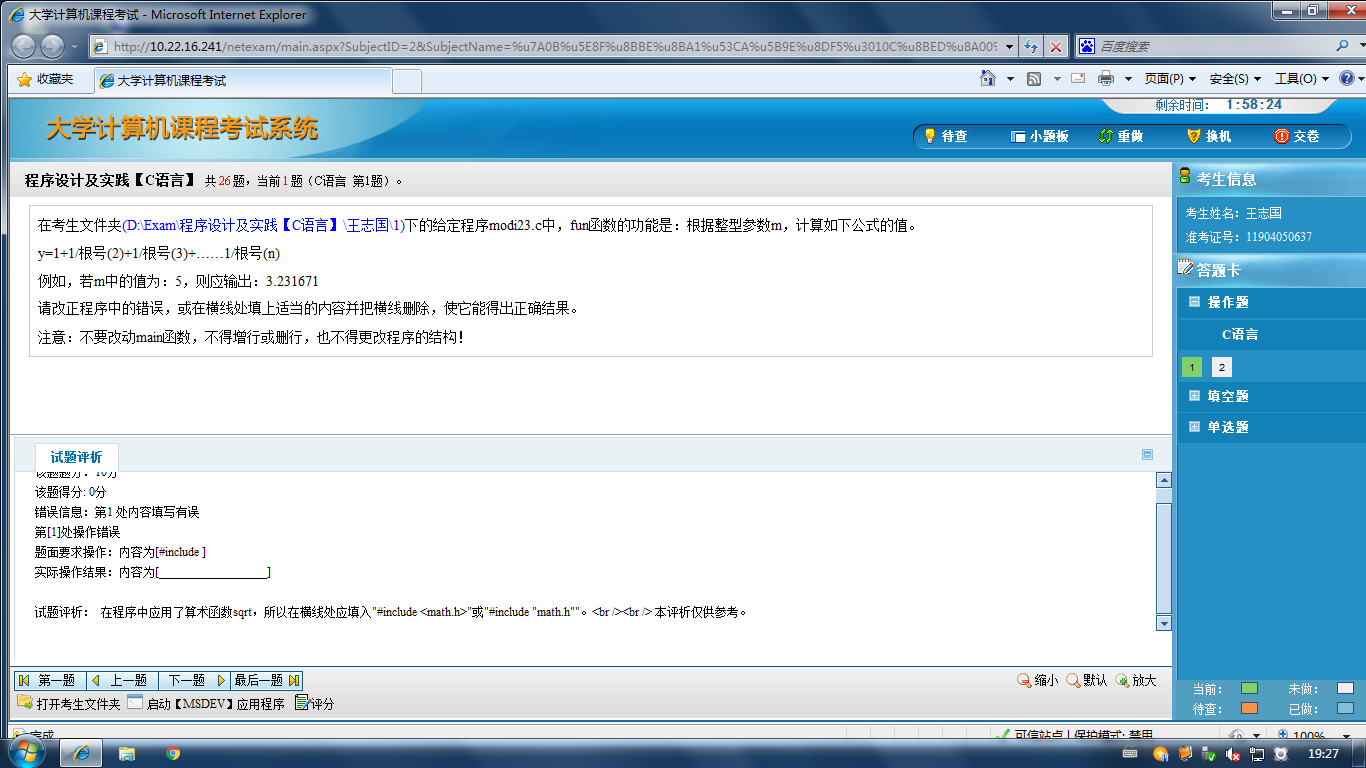 大学计算机课程考试 - Microsoft Internet Explorer
http://10.22.16.241/netexam/main.aspx?SubjectID=2&SubjectName=%u7A0B%u5E8F%u8BBE%u8BA1%u53CA%u5B9E%u8DF5%u3010C%u8BED%u8A00%
百度搜索
收藏夹
大学计算机课程考试
页面(P)
安全(S)
工具(O)
剩余时间： 1:58:24
大学计算机课程考试系统
待查 小题板 重做 换机 交卷
程序设计及实践【C语言】 共26题，当前1题（C语言 第1题）。
在考生文件夹(D:\Exam\程序设计及实践【C语言】\王志国\1)下的给定程序modi23.c中，fun函数的功能是：根据整型参数m，计算如下公式的值。
y=1+1/根号(2)+1/根号(3)+……1/根号(n)
例如，若m中的值为：5，则应输出：3.231671
请改正程序中的错误，或在横线处填上适当的内容并把横线删除，使它能得出正确结果。
注意：不要改动main函数，不得增行或删行，也不得更改程序的结构！
考生信息
考生姓名：王志国
准考证号：11904050637
答题卡
操作题
C语言
1 2
填空题
单选题
试题评析
该题题分：10分
该题得分: 0分
错误信息：第1 处内容填写有误
第[1]处操作错误
题面要求操作：内容为[#include ]
实际操作结果：内容为[__________________]
试题评析： 在程序中应用了算术函数sqrt，所以在横线处应填入"#include <math.h>"或"#include "math.h""。<br /><br /> 本评析仅供参考。
第一题 上一题 下一题 最后一题
缩小 默认 放大
打开考生文件夹 启动【MSDEV】应用程序 评分
当前： 未做：
待查： 已做：
完成
可信站点 | 保护模式: 禁用
100%
19:27